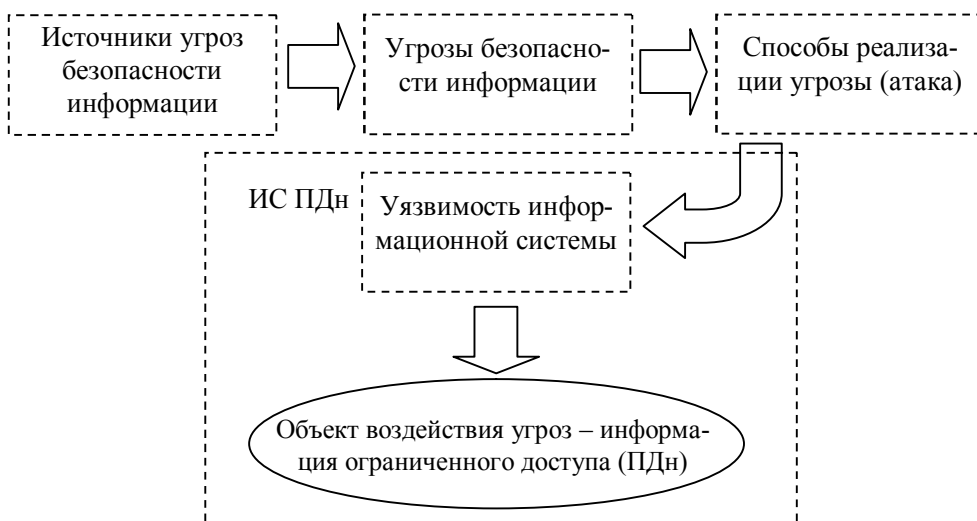 Источники угроз
безопасности
информации
Угрозы безопасно-
сти информации
Способы реализа-
ции угрозы (атака)
ИС ПДн
Уязвимость инфор-
мационной системы
Объект воздействия угроз – информа-
ция ограниченного доступа (ПДн)